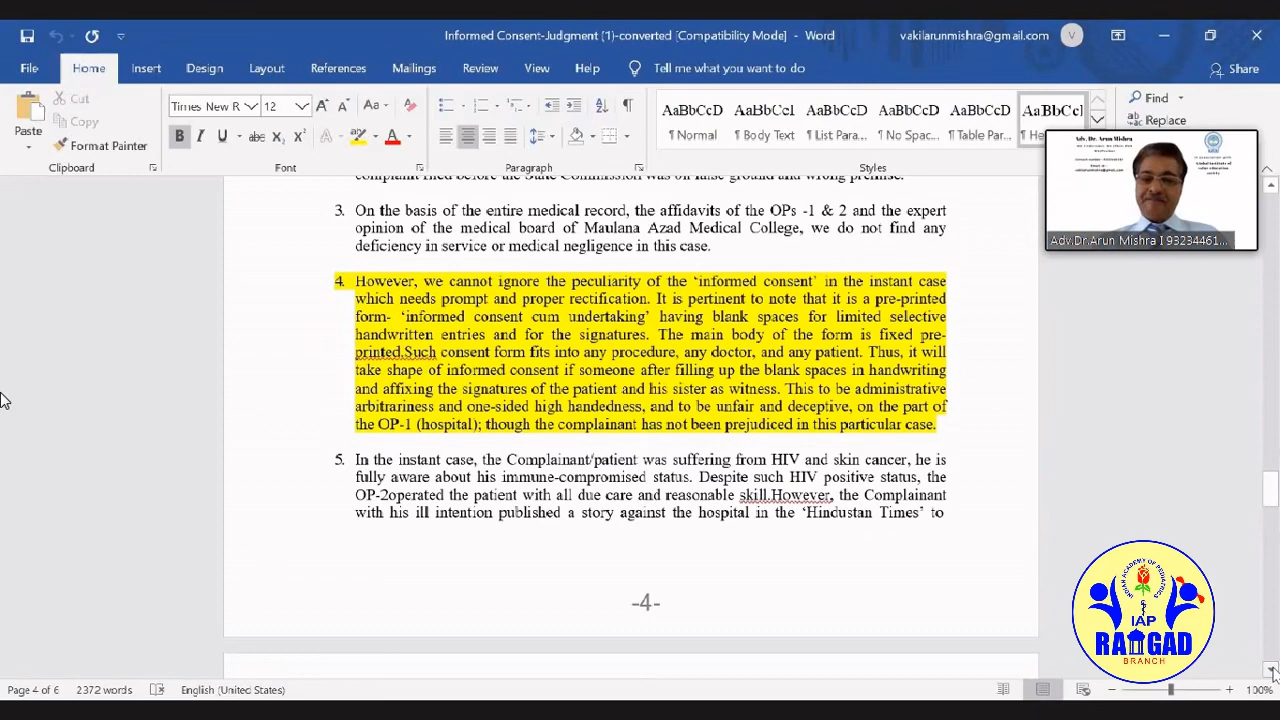 Informed Consent-Judgment (1)-converted [Compatibility Mode] - Word
vakilarunmishra@gmail.com
V
File
Home
Insert
Design
Layout
References
Mailings
Review
View
Help
Tell me what you want to do
Share
Paste
Cut
Copy
Format Painter
Clipboard
Times New R
12
Aa
B
I
U
abc
Font
Paragraph
AaBbCcD
¶ Normal
AaBbCcI
¶ Body Text
AaBbCcD
¶ List Para...
AaBbCcD
¶ No Spac...
AaBbCcD
¶ Table Par...
AaBbCcI
Styles
Find
Replace
Adv. Dr. Arun Mishra
Adv.Dr.Arun Mishra I 93234461...
3. On the basis of the entire medical record, the affidavits of the OPs -1 & 2 and the expert
opinion of the medical board of Maulana Azad Medical College, we do not find any
deficiency in service or medical negligence in this case.
4. However, we cannot ignore the peculiarity of the ‘informed consent’ in the instant case
which needs prompt and proper rectification. It is pertinent to note that it is a pre-printed
form- ‘informed consent cum undertaking’ having blank spaces for limited selective
handwritten entries and for the signatures. The main body of the form is fixed pre-
printed.Such consent form fits into any procedure, any doctor, and any patient. Thus, it will
take shape of informed consent if someone after filling up the blank spaces in handwriting
and affixing the signatures of the patient and his sister as witness. This to be administrative
arbitrariness and one-sided high handedness, and to be unfair and deceptive, on the part of
the OP-1 (hospital); though the complainant has not been prejudiced in this particular case.
5. In the instant case, the Complainant/patient was suffering from HIV and skin cancer, he is
fully aware about his immune-compromised status. Despite such HIV positive status, the
OP-2operated the patient with all due care and reasonable skill.However, the Complainant
with his ill intention published a story against the hospital in the ‘Hindustan Times’ to
-4-
INDIAN ACADEMY OF PEDIATRICS
IAP
RAIGAD
BRANCH
Page 4 of 6
2372 words
English (United States)
100%